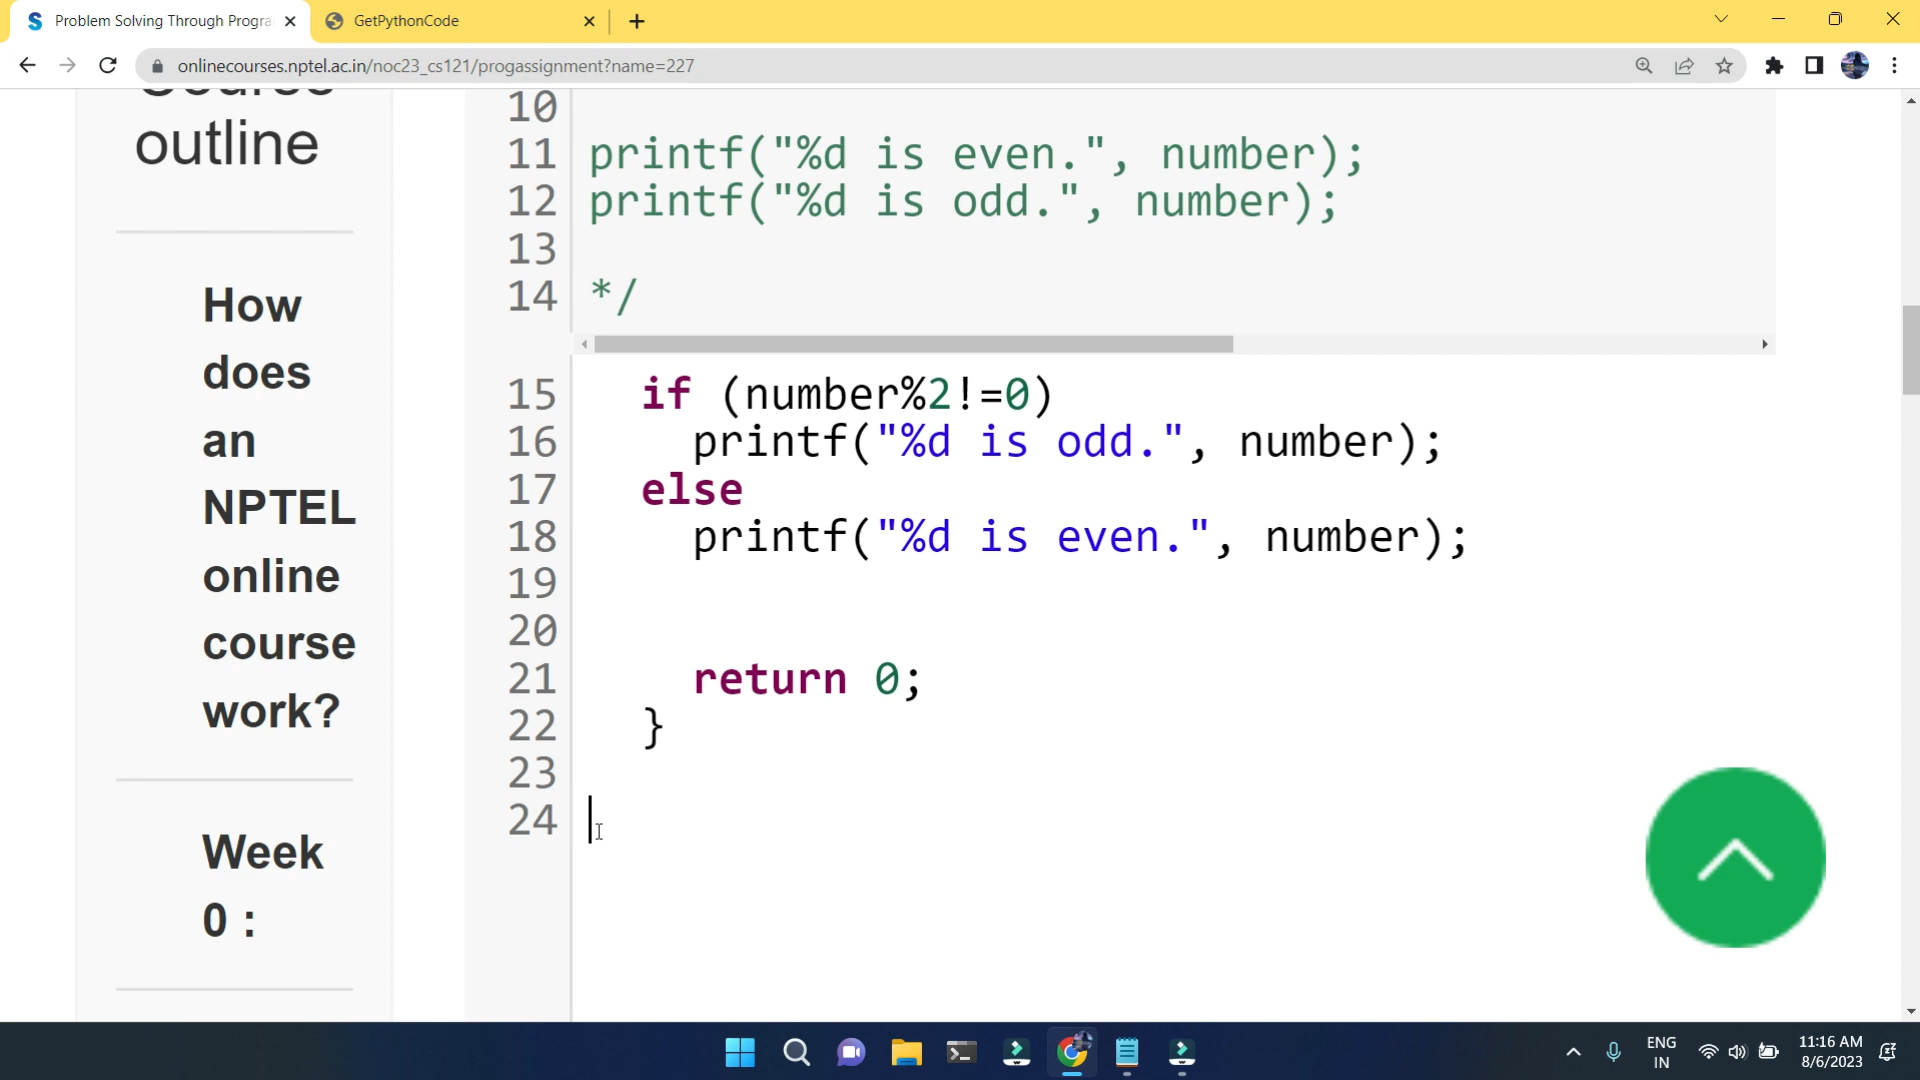 Problem Solving Through Progra
GetPythonCode
onlinecourses.nptel.ac.in/noc23_cs121/progassignment?name=227
Course
outline
How
does
an
NPTEL
online
course
work?
Week
0 :
10
11 printf("%d is even.", number);
12 printf("%d is odd.", number);
13
14 */
15 if (number%2!=0)
16 printf("%d is odd.", number);
17 else
18 printf("%d is even.", number);
19
20
21 return 0;
22 }
23
24
ENG
IN
11:16 AM
8/6/2023